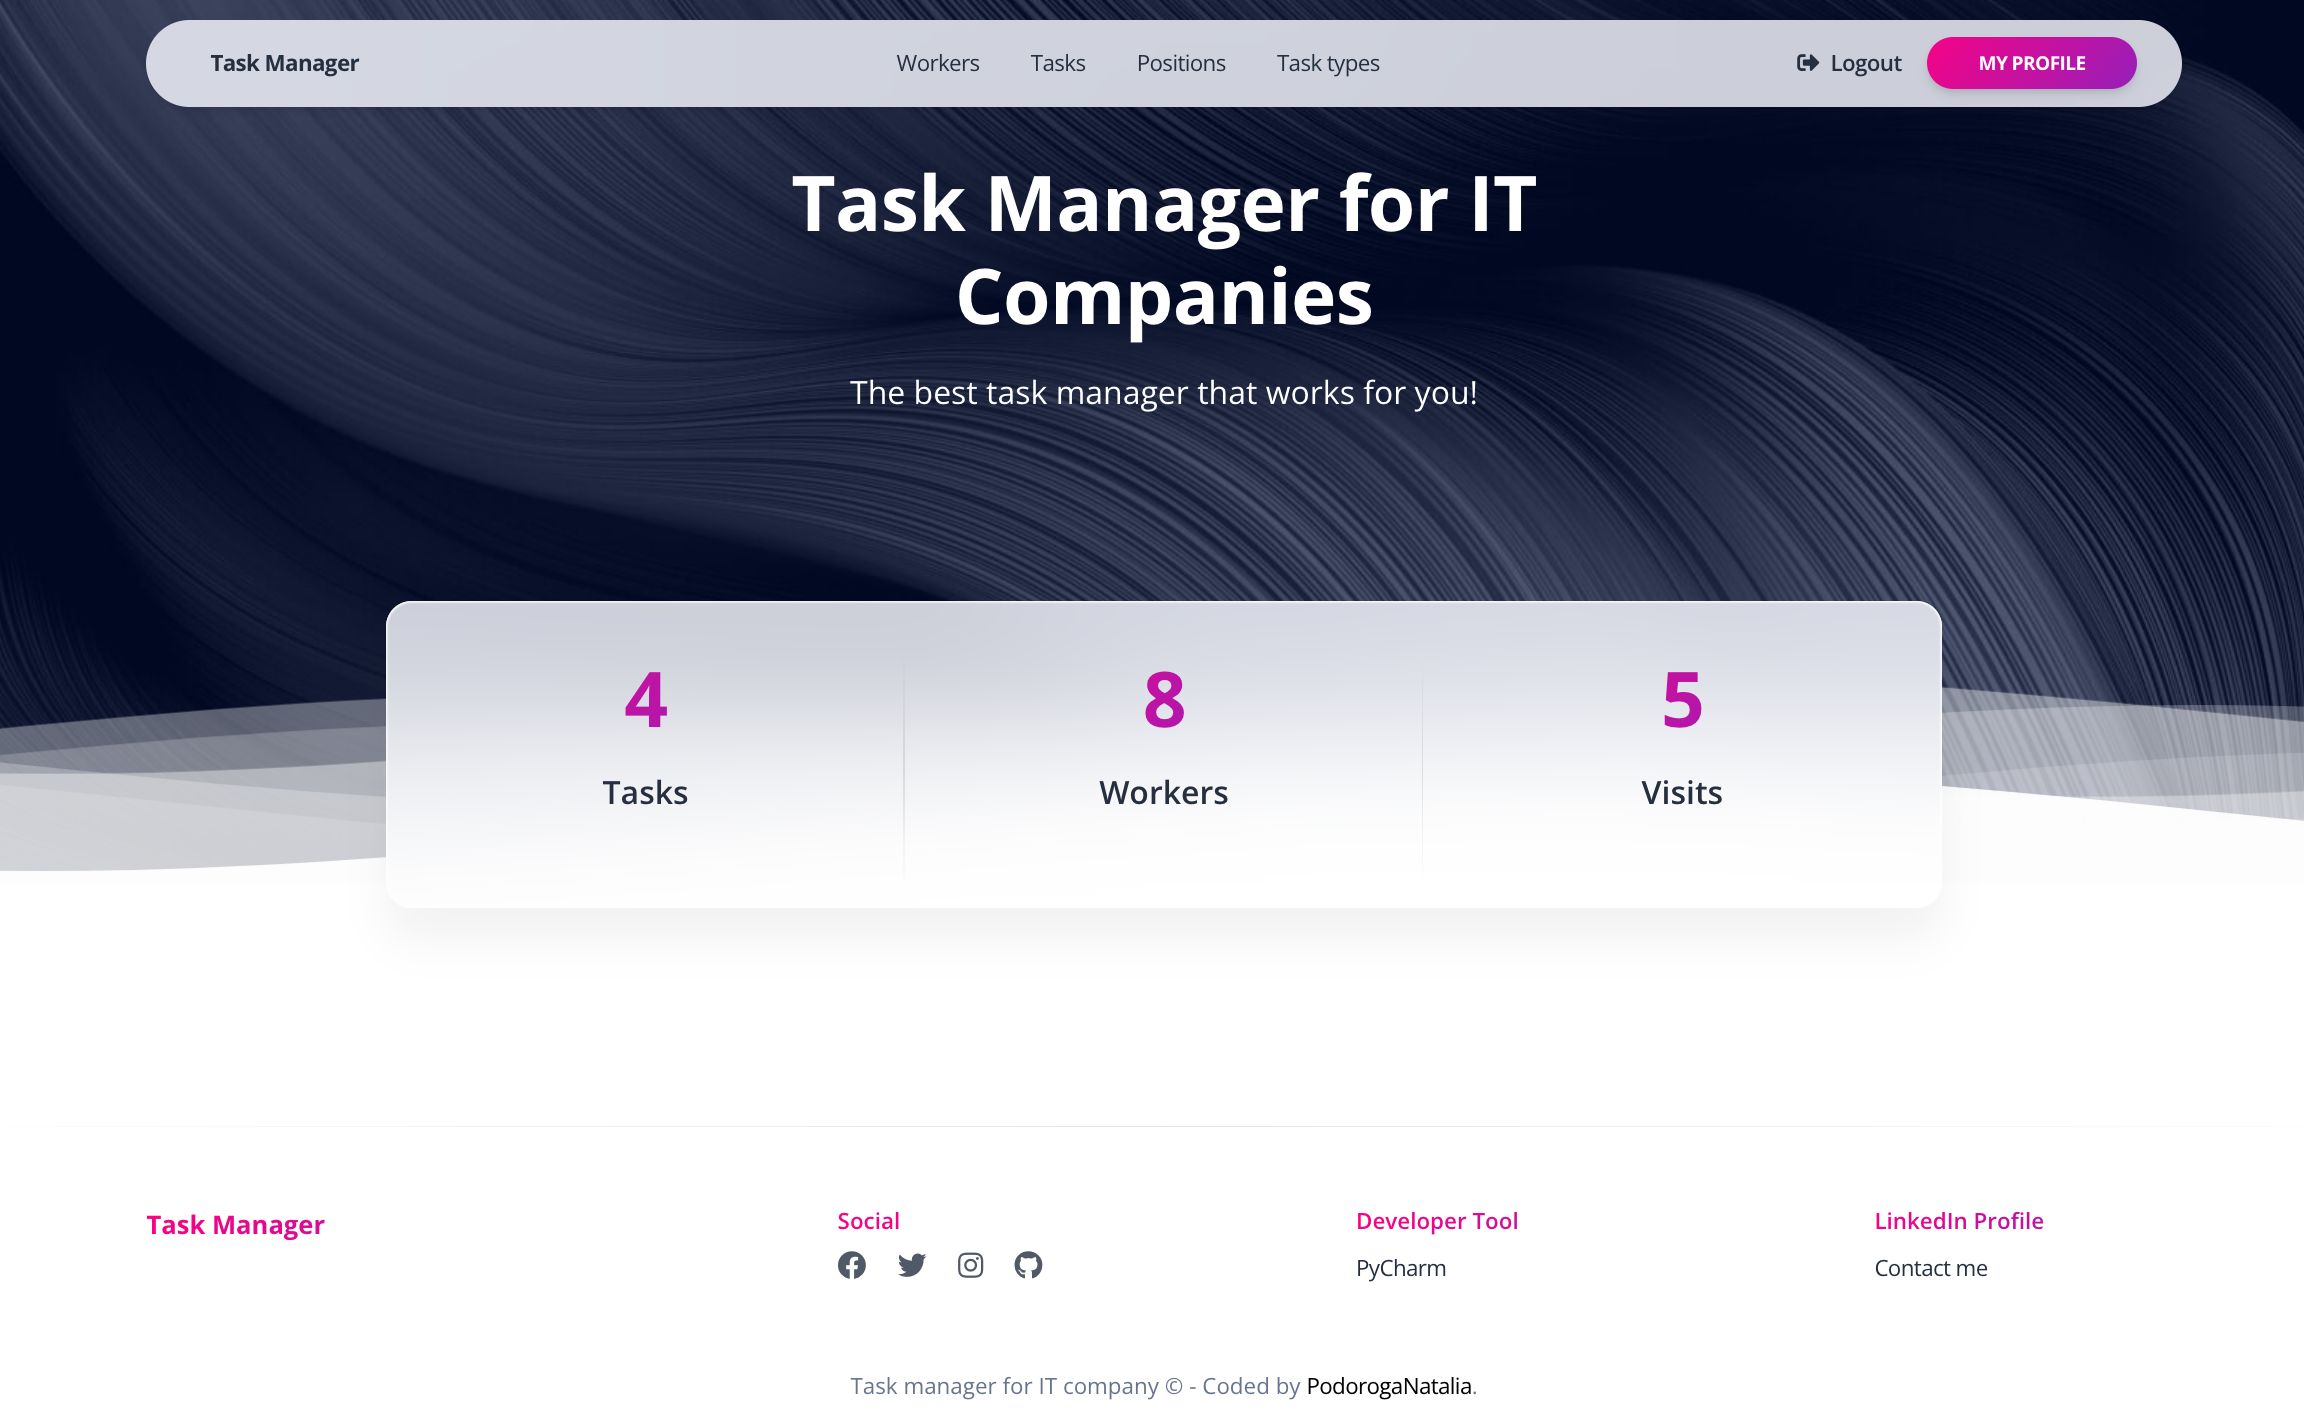 Task Manager
Workers
Tasks
Positions
Task types
Logout
MY PROFILE
Task Manager for IT
Companies
The best task manager that works for you!
4
Tasks
8
Workers
5
Visits
Task Manager
Social
Developer Tool
PyCharm
LinkedIn Profile
Contact me
Task manager for IT company © - Coded by PodorogaNatalia.